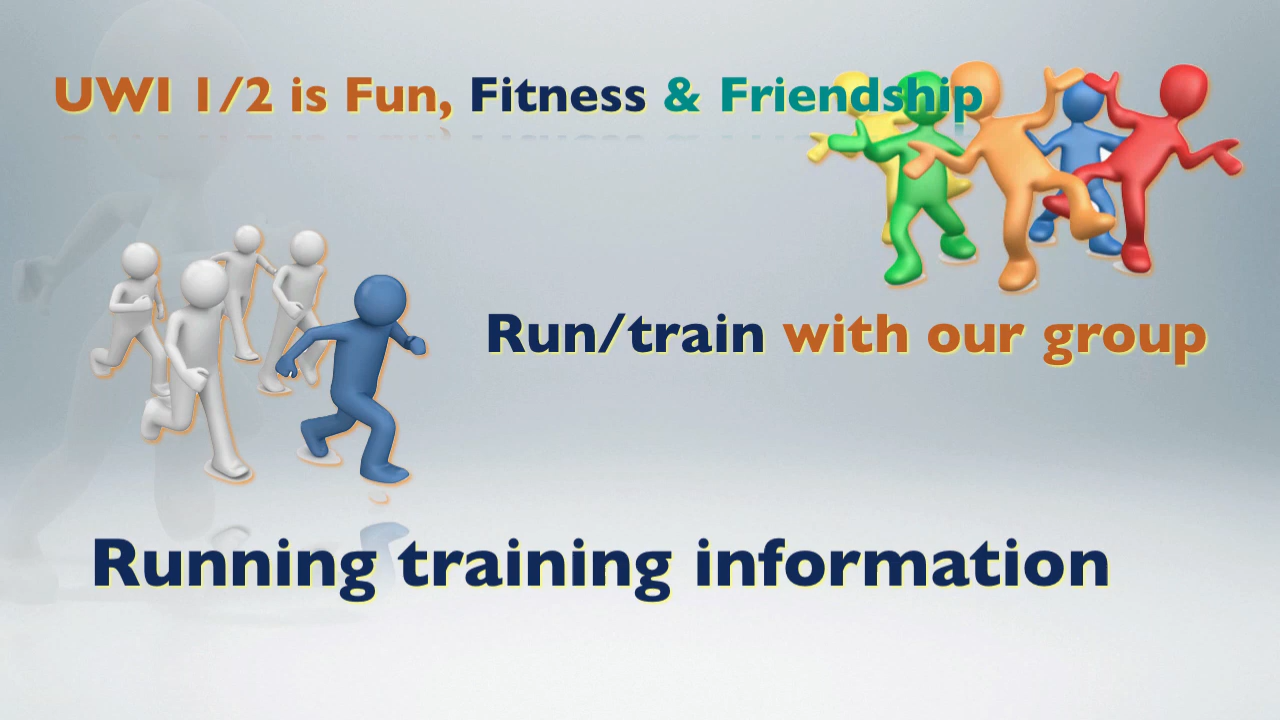 UWI 1/2 is Fun, Fitness & Friendship
Run/train with our group
Running training information